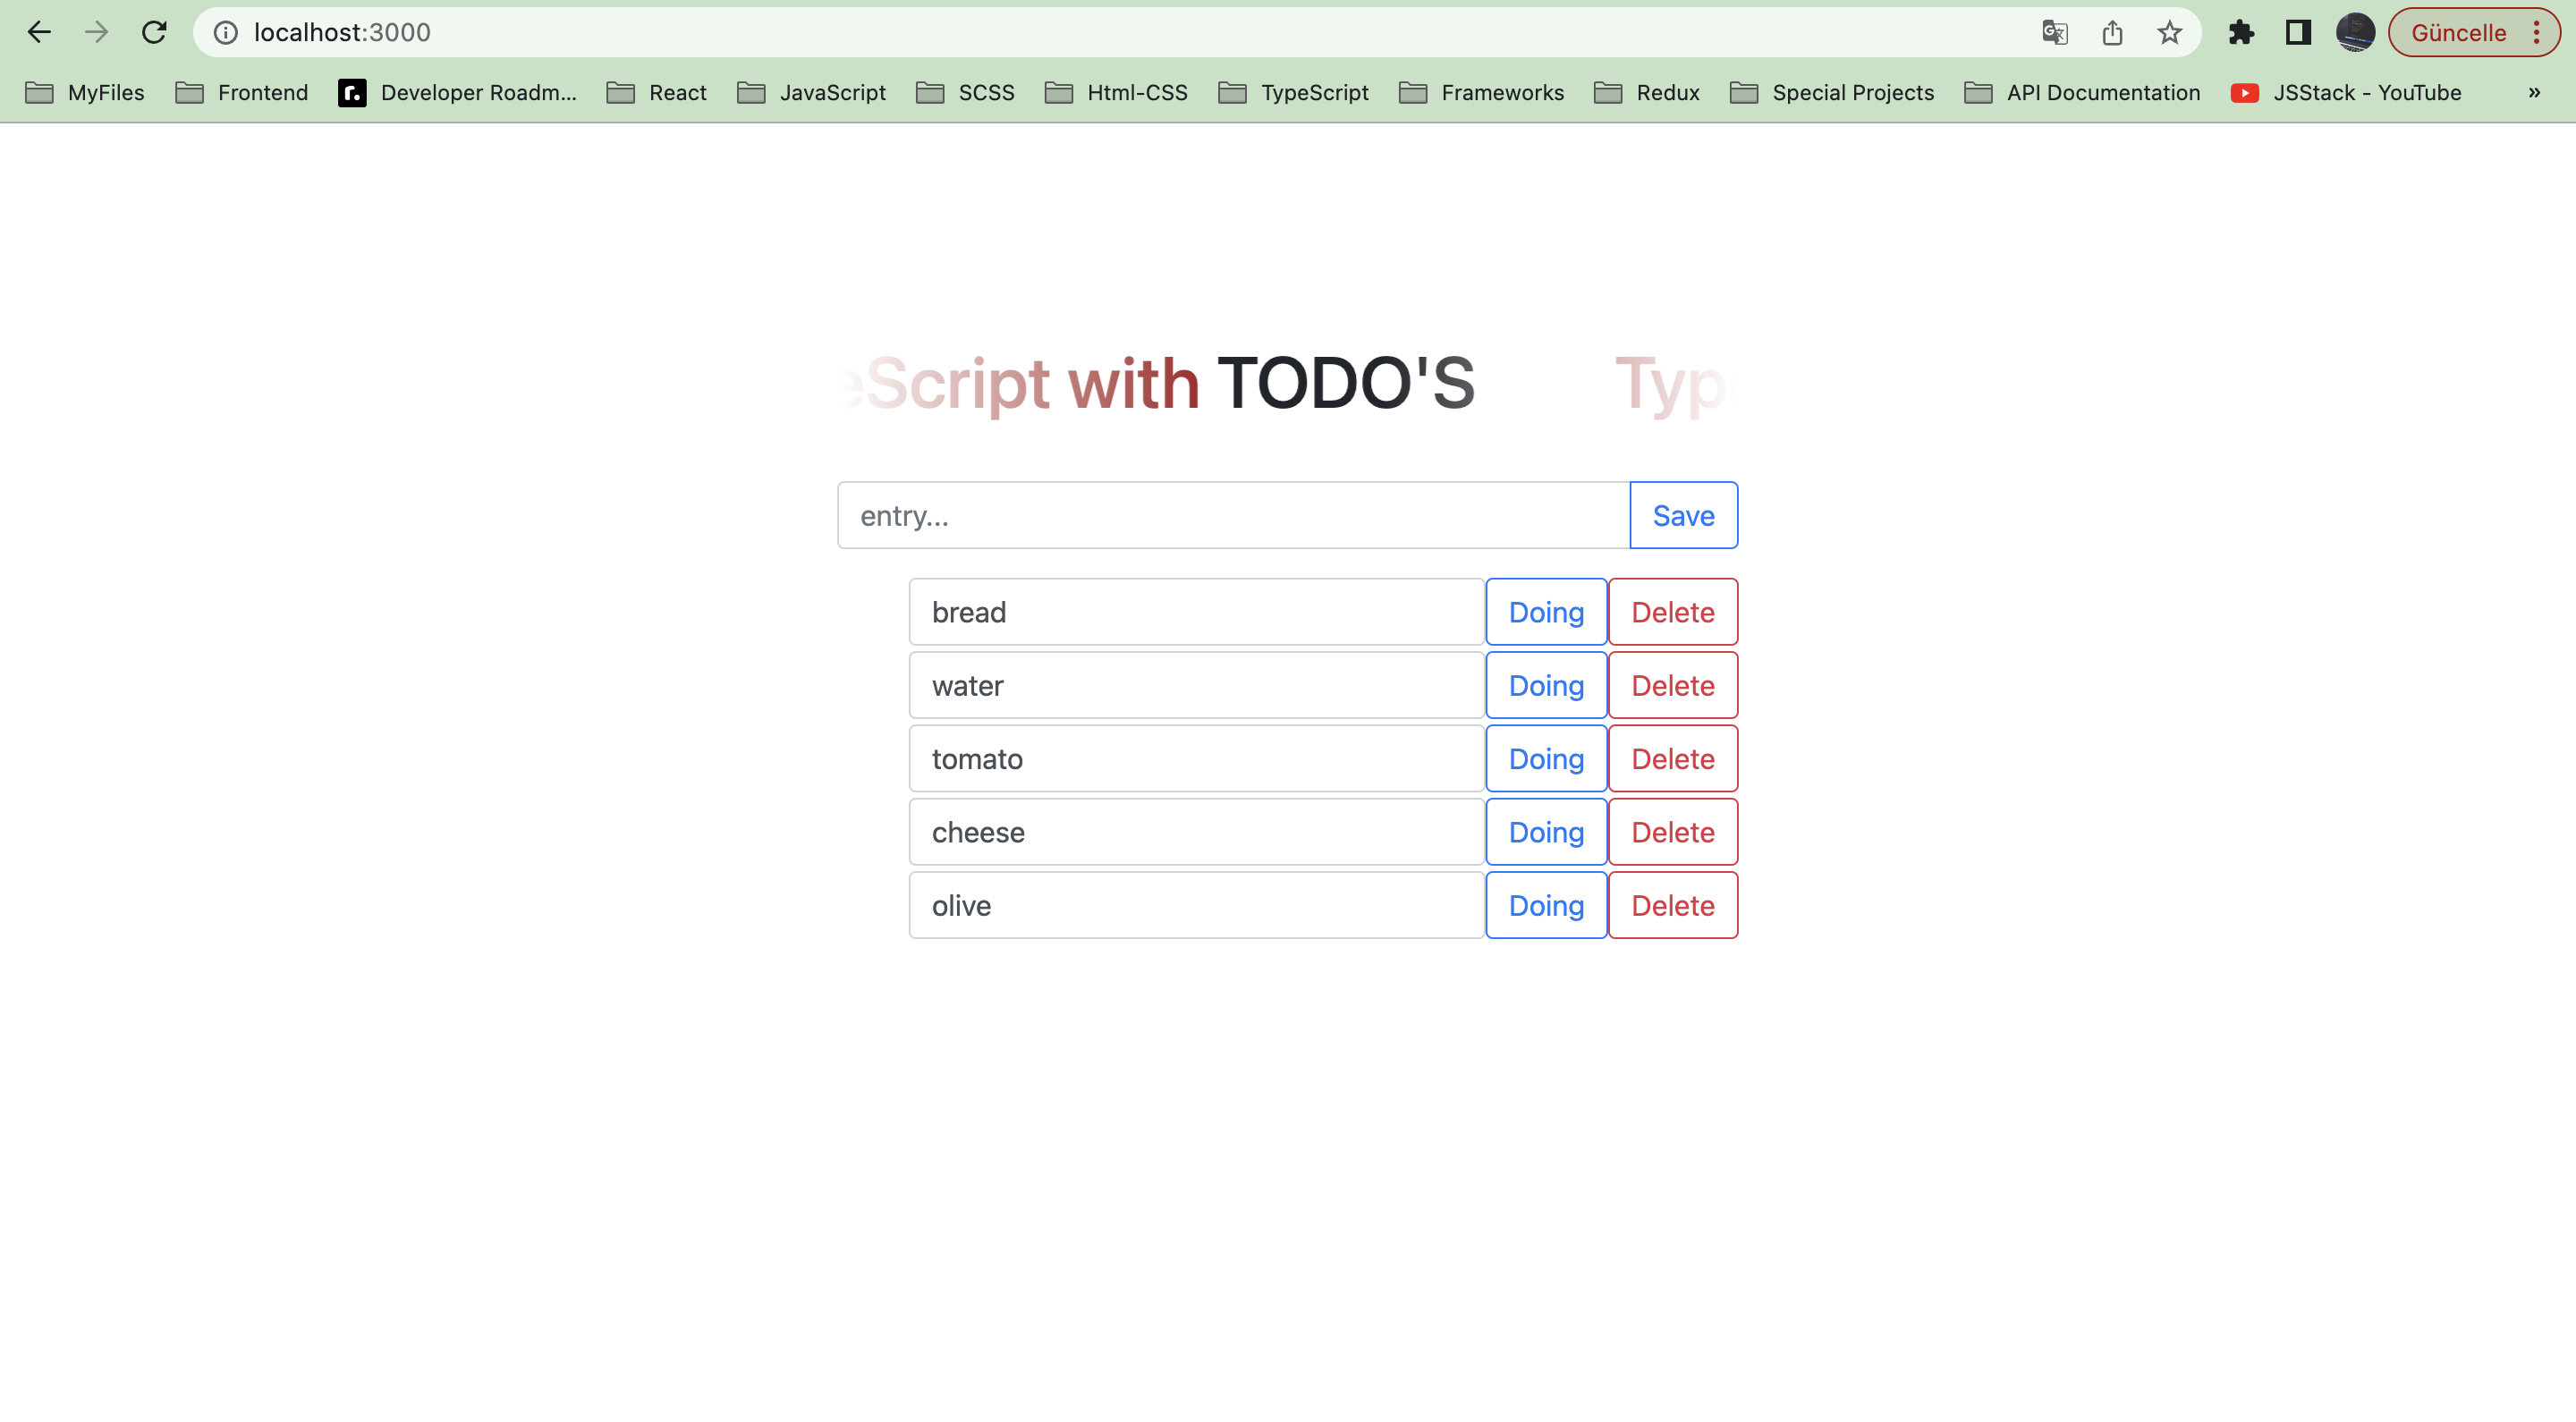 localhost:3000
Güncelle
MyFiles Frontend Developer Roadm... React JavaScript SCSS Html-CSS TypeScript Frameworks Redux Special Projects API Documentation JSStack - YouTube »
eScript with TODO'S Typ
entry... Save
bread Doing Delete
water Doing Delete
tomato Doing Delete
cheese Doing Delete
olive Doing Delete